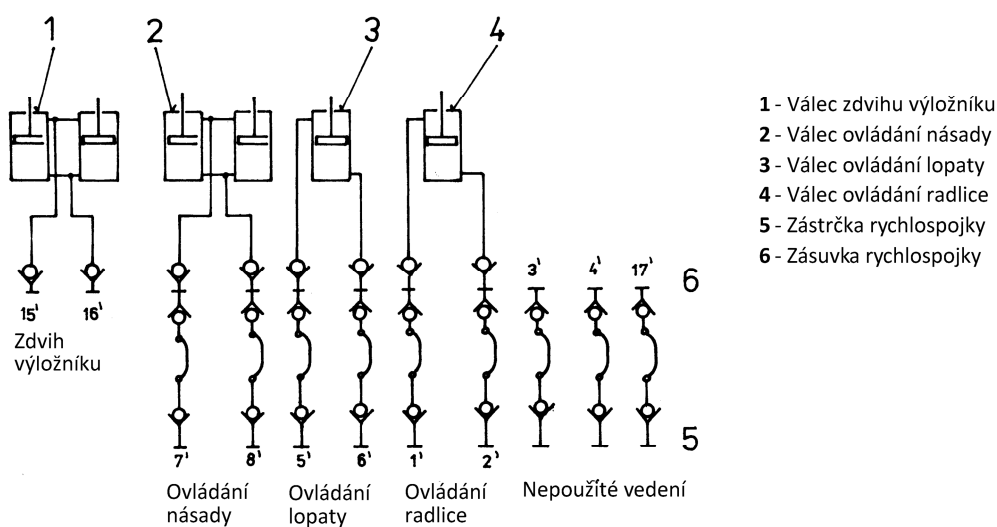 1
2
3
4
1 - Válec zdvihu výložníku
2 - Válec ovládání násady
3 - Válec ovládání lopaty
4 - Válec ovládání radlice
5 - Zástrčka rychlospojky
6 - Zásuvka rychlospojky
3' 4' 17' 6
15' 16'
Zdvih
výložníku
5
7' 8' 5' 6' 1' 2'
Ovládání
násady
Ovládání
lopaty
Ovládání
radlice
Nepoužíté vedení